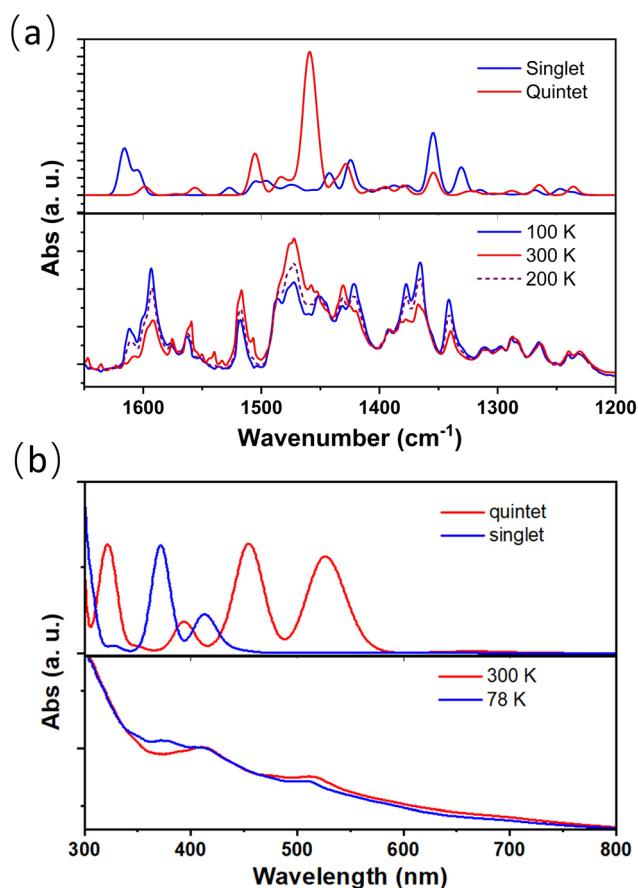 (a)
Singlet
Quintet
100 K
300 K
200 K
Abs (a. u.)
1600 1500 1400 1300 1200
Wavenumber (cm-1)
(b)
quintet
singlet
300 K
78 K
Abs (a. u.)
300 400 500 600 700 800
Wavelength (nm)